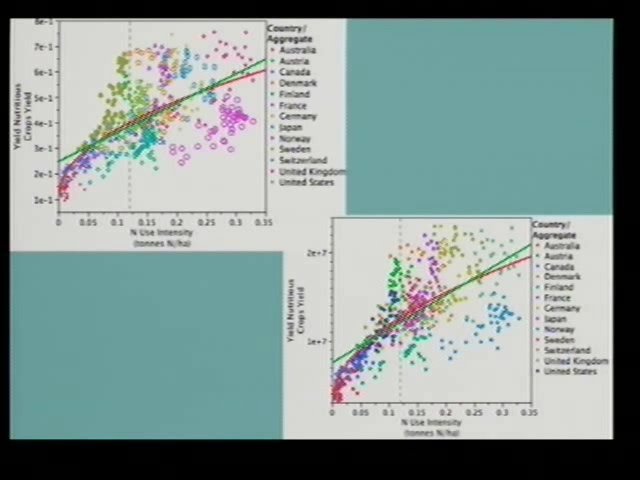 8e-1
7e-1
6e-1
5e-1
4e-1
3e-1
2e-1
1e-1
Yield Nutritious
Crops Yield
0
0.05
0.1
0.15
0.2
0.25
0.3
0.35
N Use Intensity
(tonnes N/ha)
Country/
Aggregate
Australia
Austria
Canada
Denmark
Finland
France
Germany
Japan
Norway
Sweden
Switzerland
United Kingdom
United States
2e+7
1e+7
Yield Nutritious
Crops Yield
0
0.05
0.1
0.15
0.2
0.25
0.3
0.35
N Use Intensity
(tonnes N/ha)
Country/
Aggregate
Australia
Austria
Canada
Denmark
Finland
France
Germany
Japan
Norway
Sweden
Switzerland
United Kingdom
United States